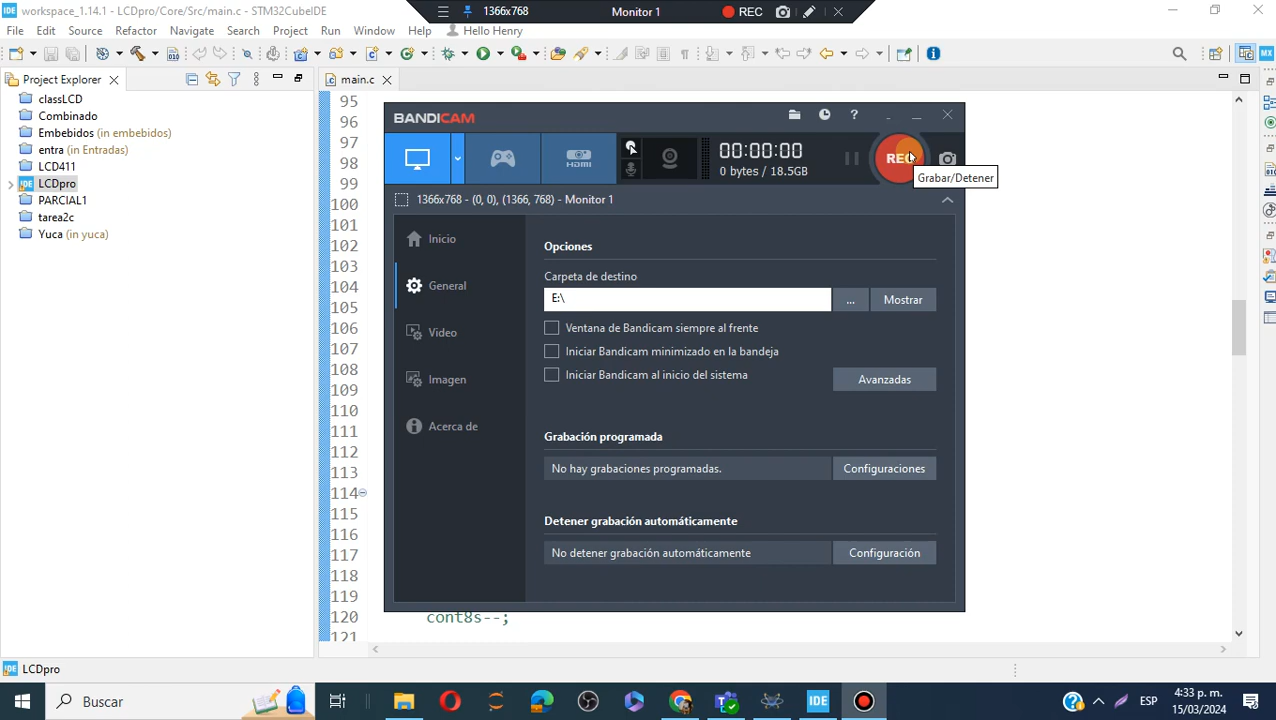 workspace_1.14.1 - LCDpro/Core/Src/main.c - STM32CubeIDE
1366x768
Monitor 1
REC
File Edit Source Refactor Navigate Search Project Run Window Help Hello Henry
Project Explorer
main.c
classLCD
Combinado
Embebidos (in embebidos)
entra (in Entradas)
LCD411
LCDpro
PARCIAL1
tarea2c
Yuca (in yuca)
95
96
97
98
99
100
101
102
103
104
105
106
107
108
109
110
111
112
113
114
115
116
117
118
119
120 cont8s--;
121
BANDICAM
HDMI
00:00:00
0 bytes / 18.5GB
REC
Grabar/Detener
1366x768 - (0, 0), (1366, 768) - Monitor 1
Inicio
General
Video
Imagen
Acerca de
Opciones
Carpeta de destino
E:\
...
Mostrar
Ventana de Bandicam siempre al frente
Iniciar Bandicam minimizado en la bandeja
Iniciar Bandicam al inicio del sistema
Avanzadas
Grabación programada
No hay grabaciones programadas.
Configuraciones
Detener grabación automáticamente
No detener grabación automáticamente
Configuración
IDE LCDpro
Buscar
IDE
ESP
4:33 p. m.
15/03/2024